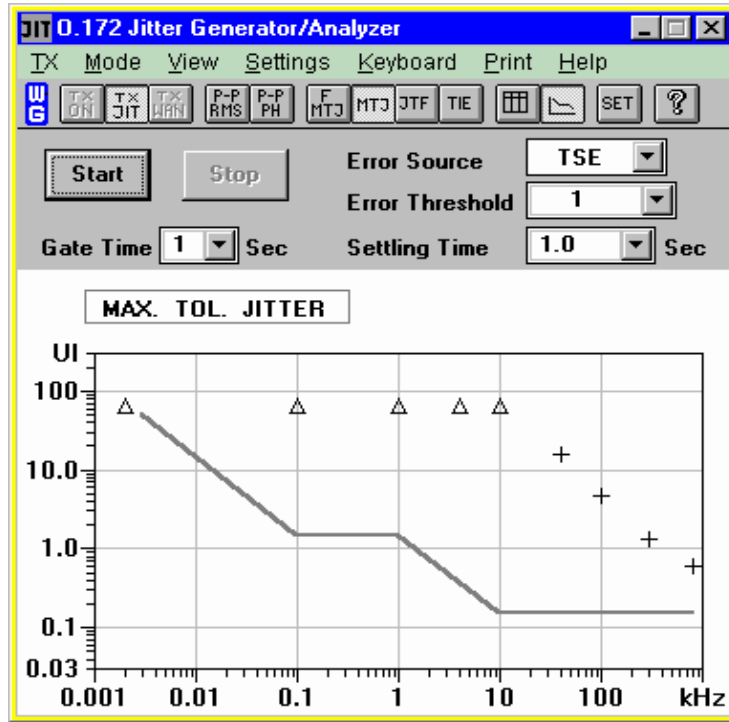 JIT O.172 Jitter Generator/Analyzer
TX Mode View Settings Keyboard Print Help
WG TX ON TX JIT TX WAN P-P RMS P-P PH F MTJ MTJ JTF TIE SET ?
Start Stop Error Source TSE
Error Threshold 1
Gate Time 1 Sec Settling Time 1.0 Sec
MAX. TOL. JITTER
UI
100
10.0
1.0
0.1
0.03
0.001 0.01 0.1 1 10 100 kHz